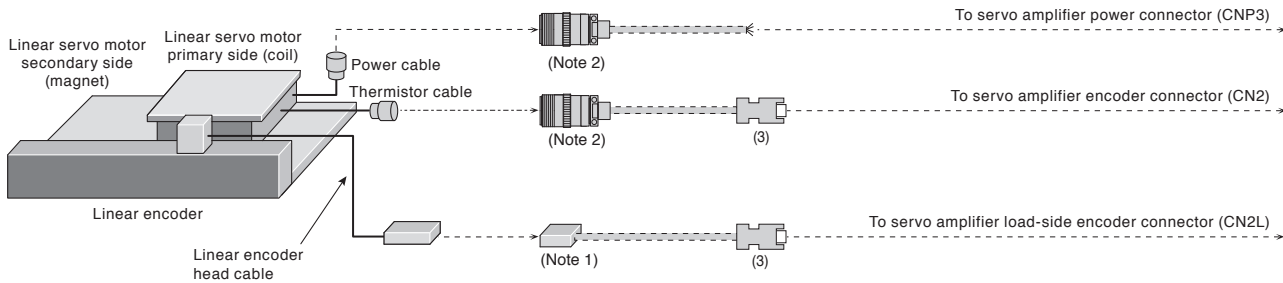 To servo amplifier power connector (CNP3)
Linear servo motor
secondary side
(magnet)
Linear servo motor
primary side (coil)
Power cable
(Note 2)
Thermistor cable
To servo amplifier encoder connector (CN2)
(Note 2)
(3)
Linear encoder
Linear encoder
head cable
To servo amplifier load-side encoder connector (CN2L)
(Note 1)
(3)